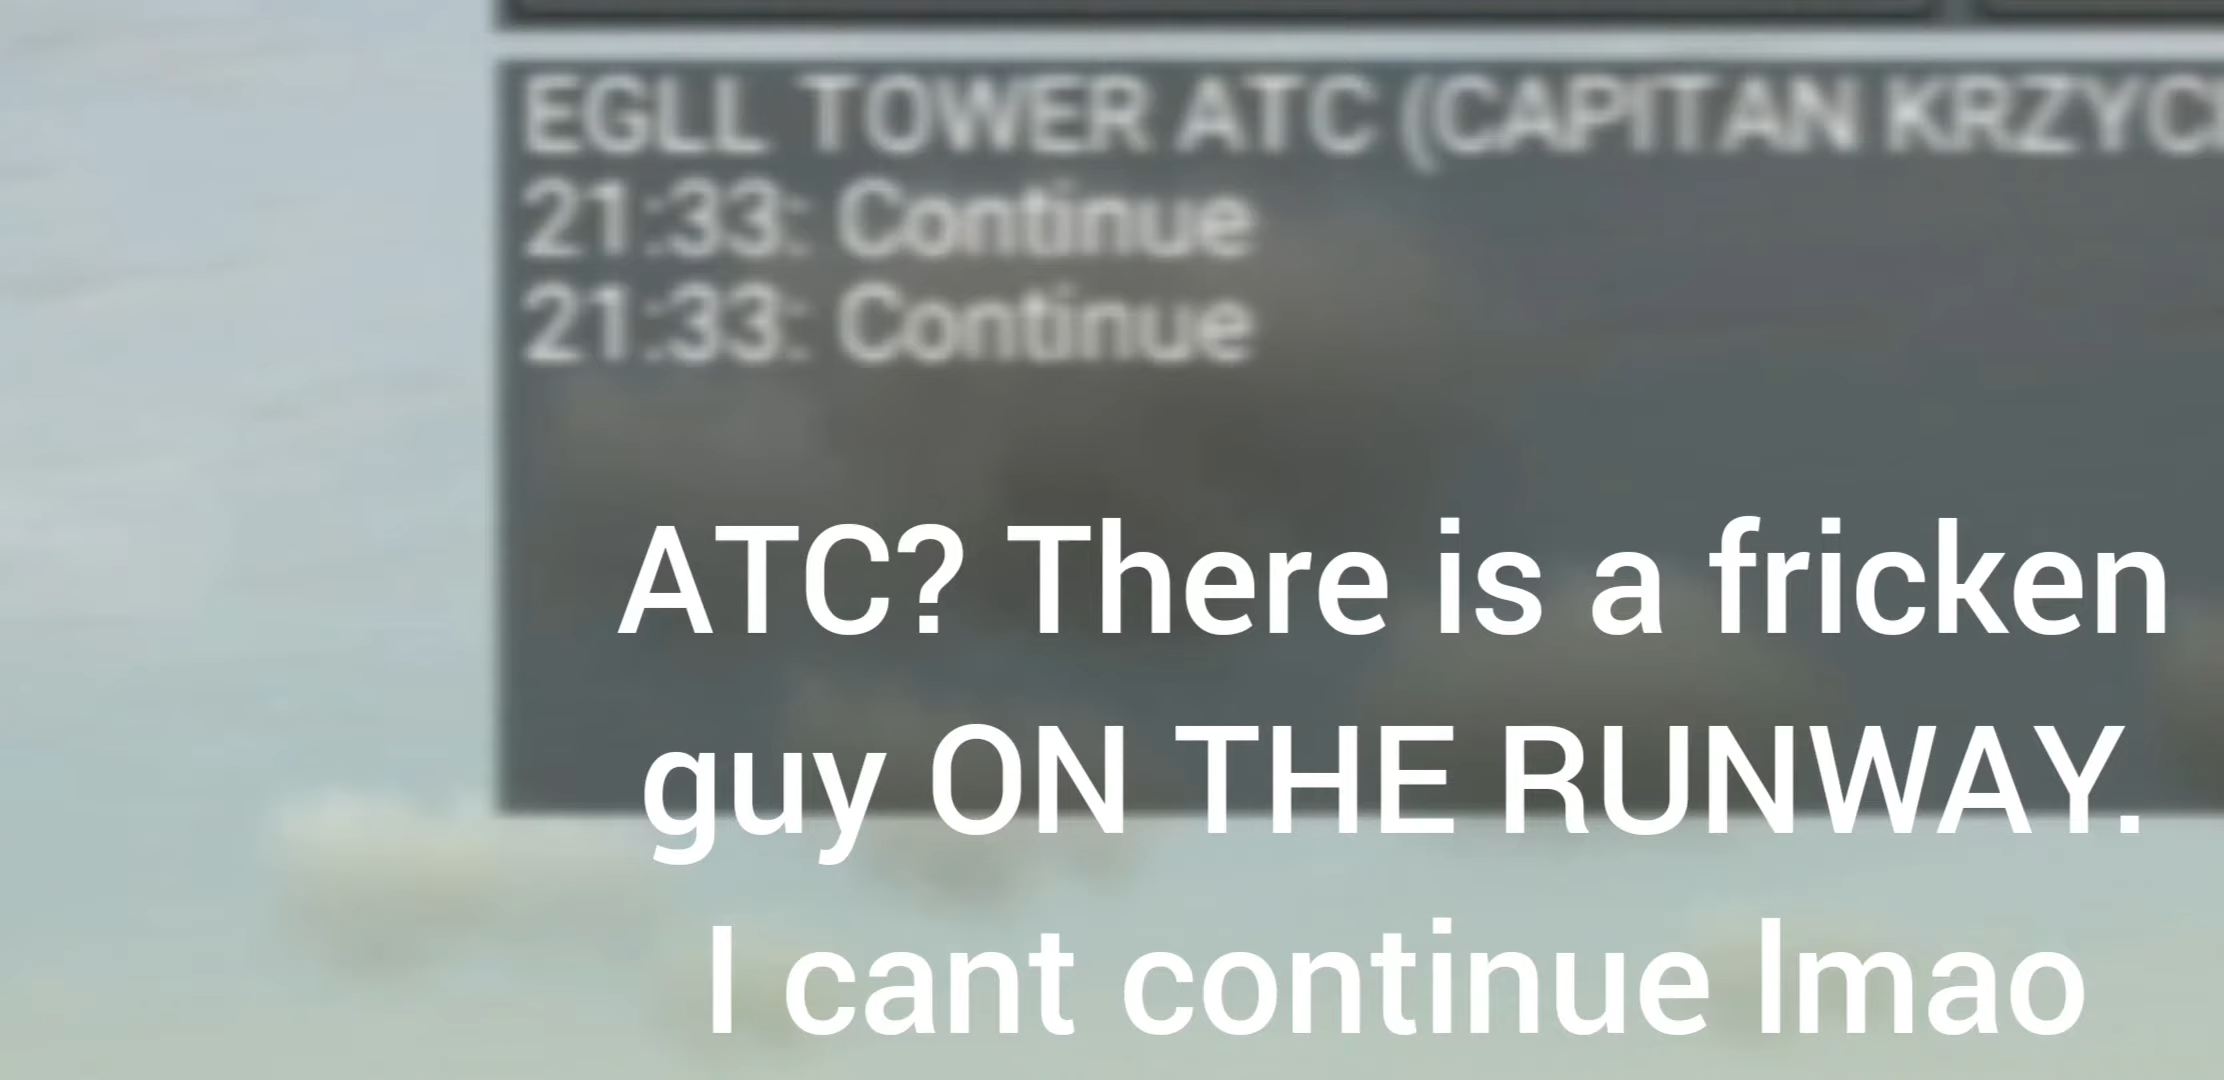 EGLL TOWER ATC (CAPITAN
21:33: Continue
21:33: Continue
ATC? There is a fricken
guy ON THE RUNWAY.
I cant continue lmao